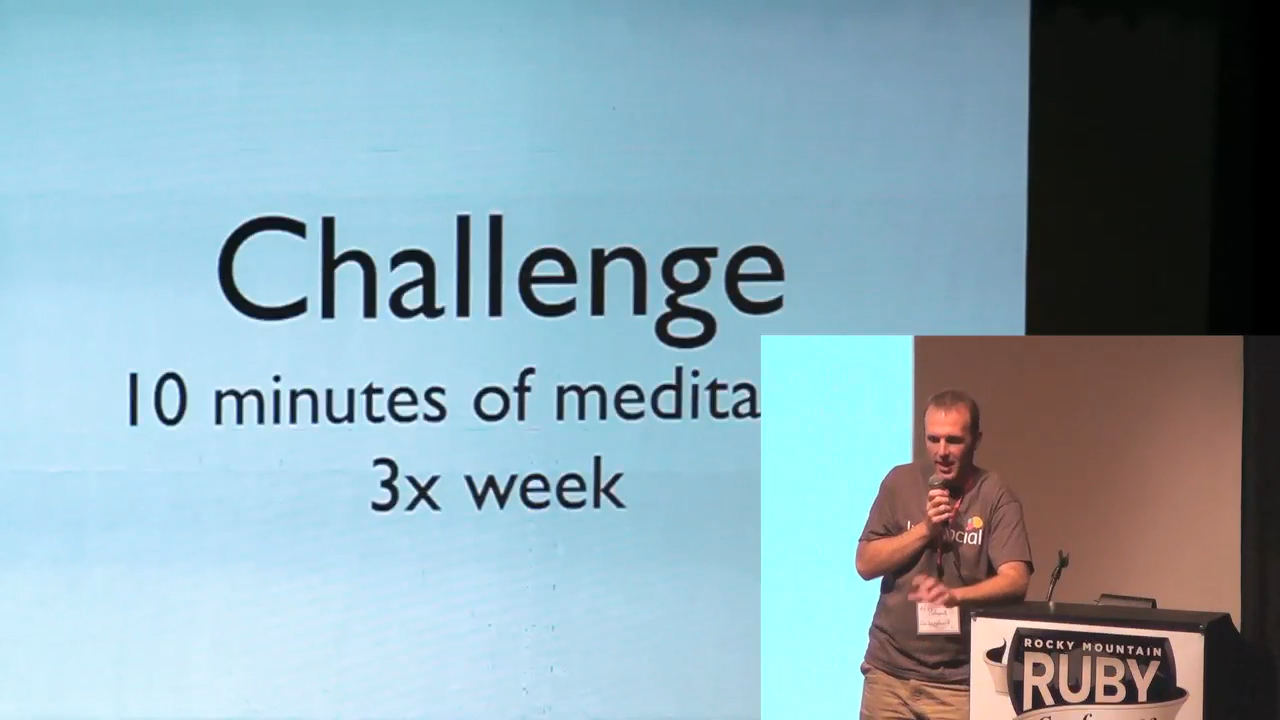 Challenge
10 minutes of medita
3x week
ROCKY MOUNTAIN
RUBY